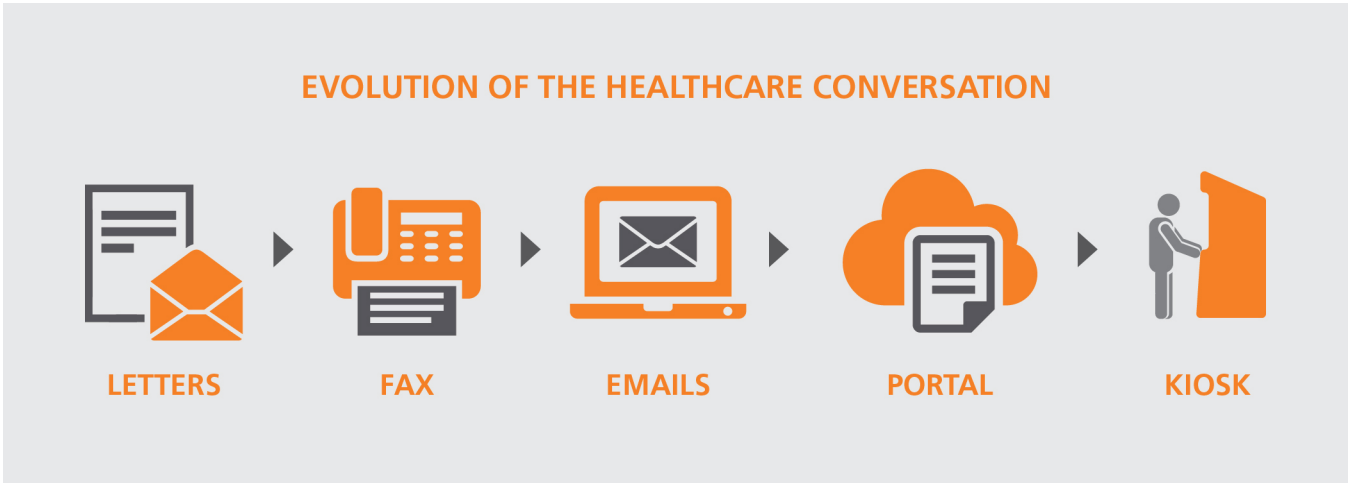 EVOLUTION OF THE HEALTHCARE CONVERSATION
LETTERS
FAX
EMAILS
PORTAL
KIOSK